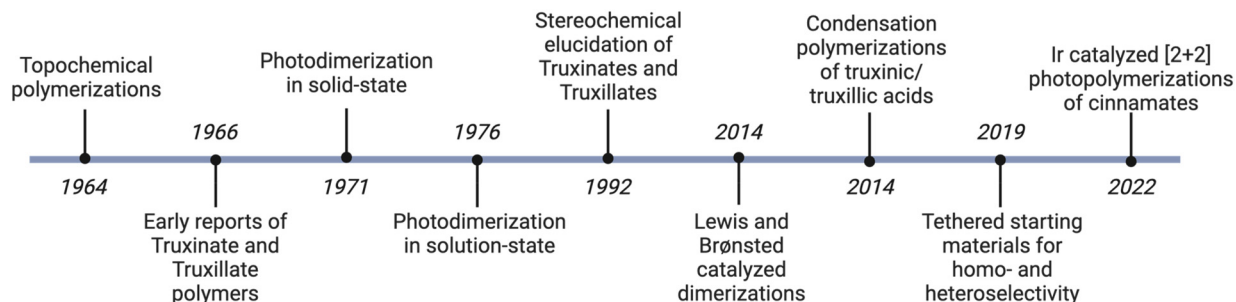 Topochemical
polymerizations
1964
1966
Early reports of
Truxinate and
Truxillate
polymers
Photodimerization
in solid-state
1971
1976
Photodimerization
in solution-state
Stereochemical
elucidation of
Truxinates and
Truxillates
1992
2014
Lewis and
Brønsted
catalyzed
dimerizations
Condensation
polymerizations
of truxinic/
truxillic acids
2014
2019
Tethered starting
materials for
homo- and
heteroselectivity
Ir catalyzed [2+2]
photopolymerizations
of cinnamates
2022